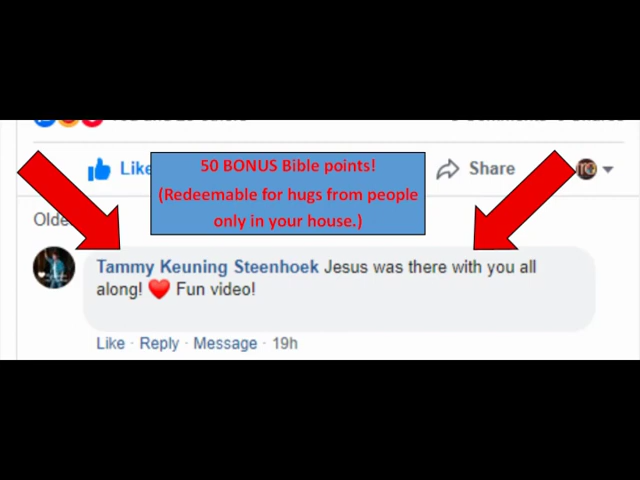 Like
50 BONUS Bible points!
(Redeemable for hugs from people
only in your house.)
Share
Olde
Tammy Keuning Steenhoek Jesus was there with you all
along! ❤ Fun video!
Like · Reply · Message · 19h